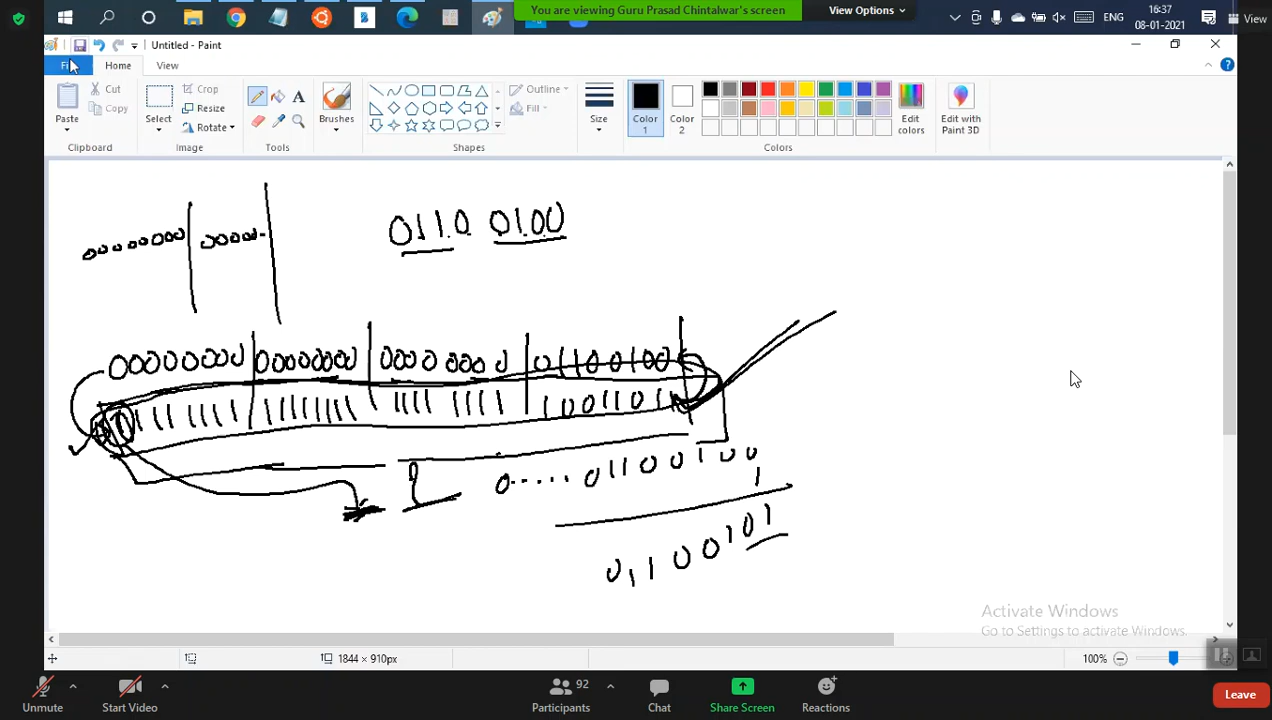 You are viewing Guru Prasad Chintalwar's screen
View Options
ENG
16:37
08-01-2021
View
Untitled - Paint
File
Home
View
Paste
Cut
Copy
Clipboard
Select
Crop
Resize
Rotate
Image
Tools
Brushes
Shapes
Outline
Fill
Size
Color
1
Color
2
Edit
colors
Colors
Edit with
Paint 3D
00000000 00000
0110 0100
00000000 00000000 0000 0000 01100100
10011011
0.....01100100
1
01100101
Activate Windows
Go to Settings to activate Windows.
1844 × 910px
100%
Unmute
Start Video
92
Participants
Chat
Share Screen
Reactions
Leave